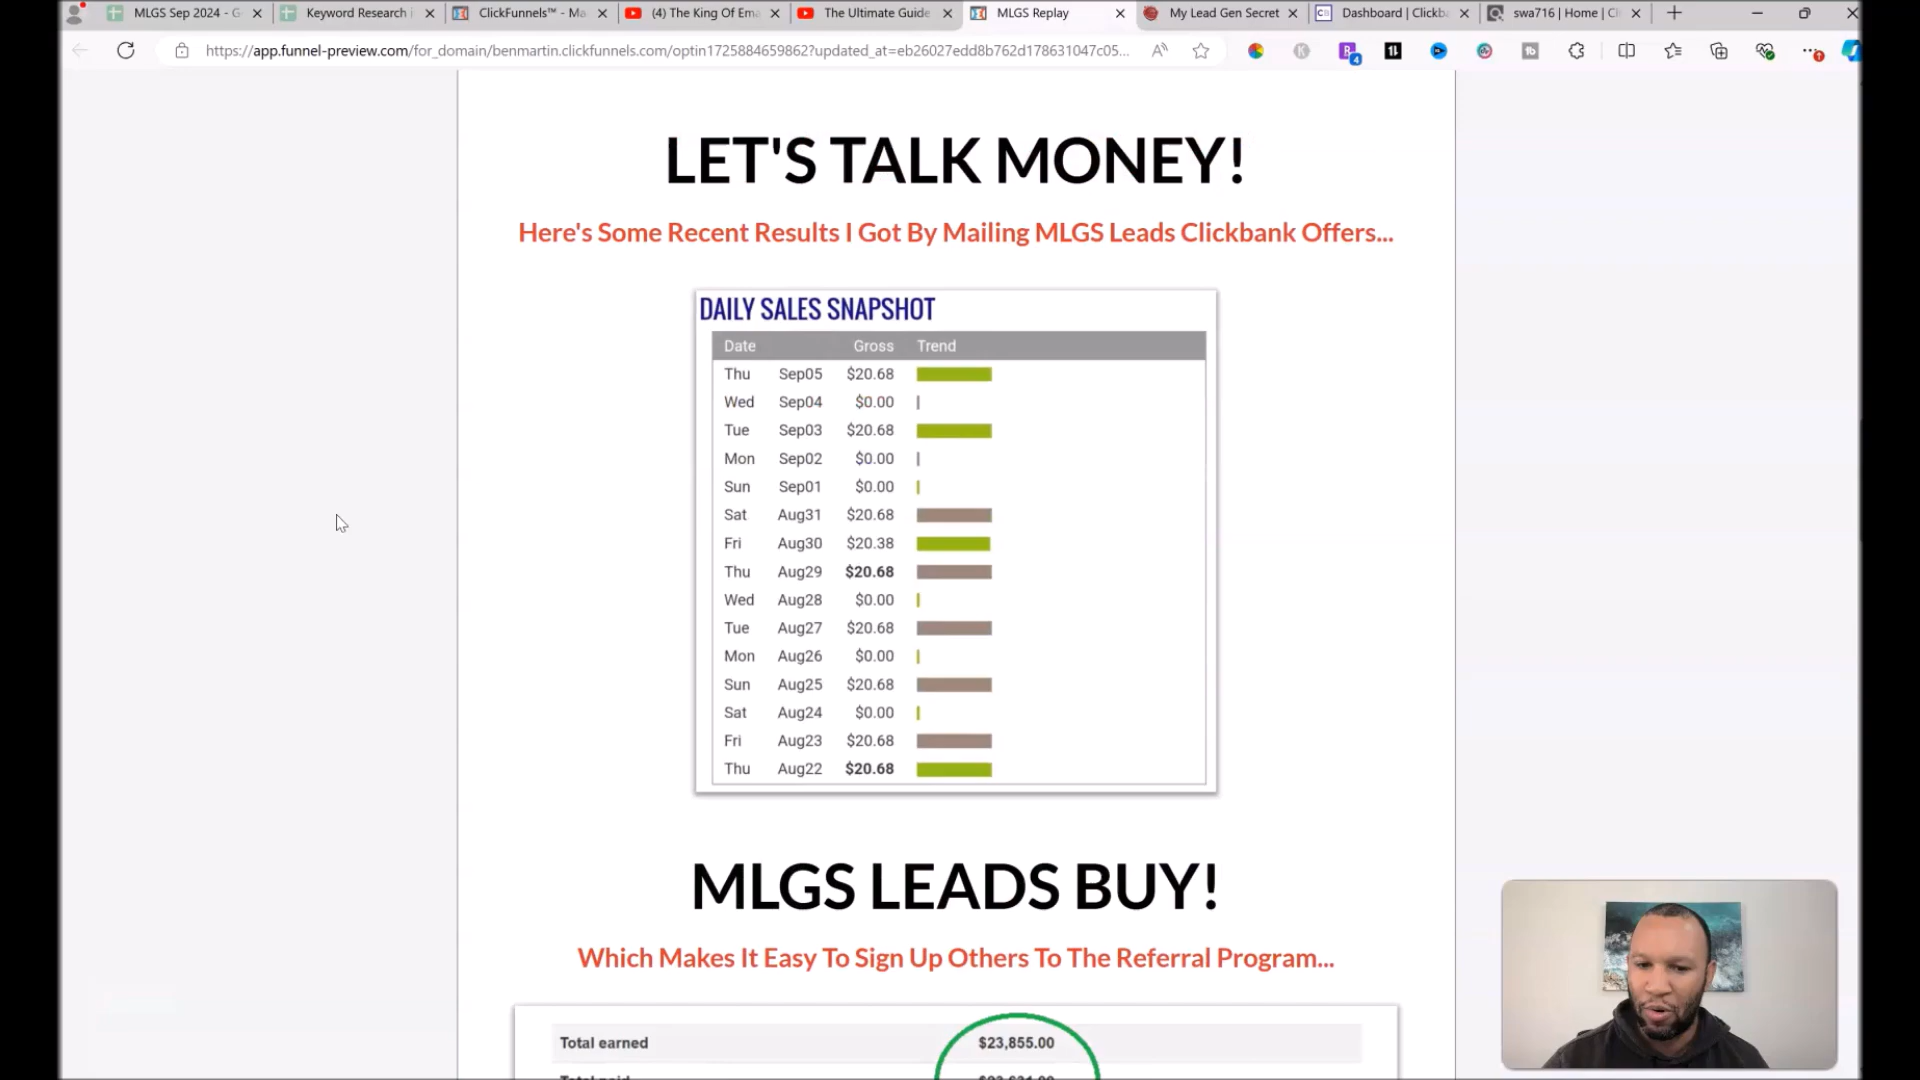 MLGS Sep 2024 - G
Keyword Research i
ClickFunnels™ - Ma
(4) The King Of Ema
The Ultimate Guide
MLGS Replay
My Lead Gen Secret
Dashboard | Clickb
swa716 | Home | Cl
https://app.funnel-preview.com/for_domain/benmartin.clickfunnels.com/optin1725884659862?updated_at=eb26027edd8b762d178631047c05...
LET'S TALK MONEY!
Here's Some Recent Results I Got By Mailing MLGS Leads Clickbank Offers...
DAILY SALES SNAPSHOT
Date Gross Trend
Thu Sep05 $20.68
Wed Sep04 $0.00
Tue Sep03 $20.68
Mon Sep02 $0.00
Sun Sep01 $0.00
Sat Aug31 $20.68
Fri Aug30 $20.38
Thu Aug29 $20.68
Wed Aug28 $0.00
Tue Aug27 $20.68
Mon Aug26 $0.00
Sun Aug25 $20.68
Sat Aug24 $0.00
Fri Aug23 $20.68
Thu Aug22 $20.68
MLGS LEADS BUY!
Which Makes It Easy To Sign Up Others To The Referral Program...
Total earned $23,855.00